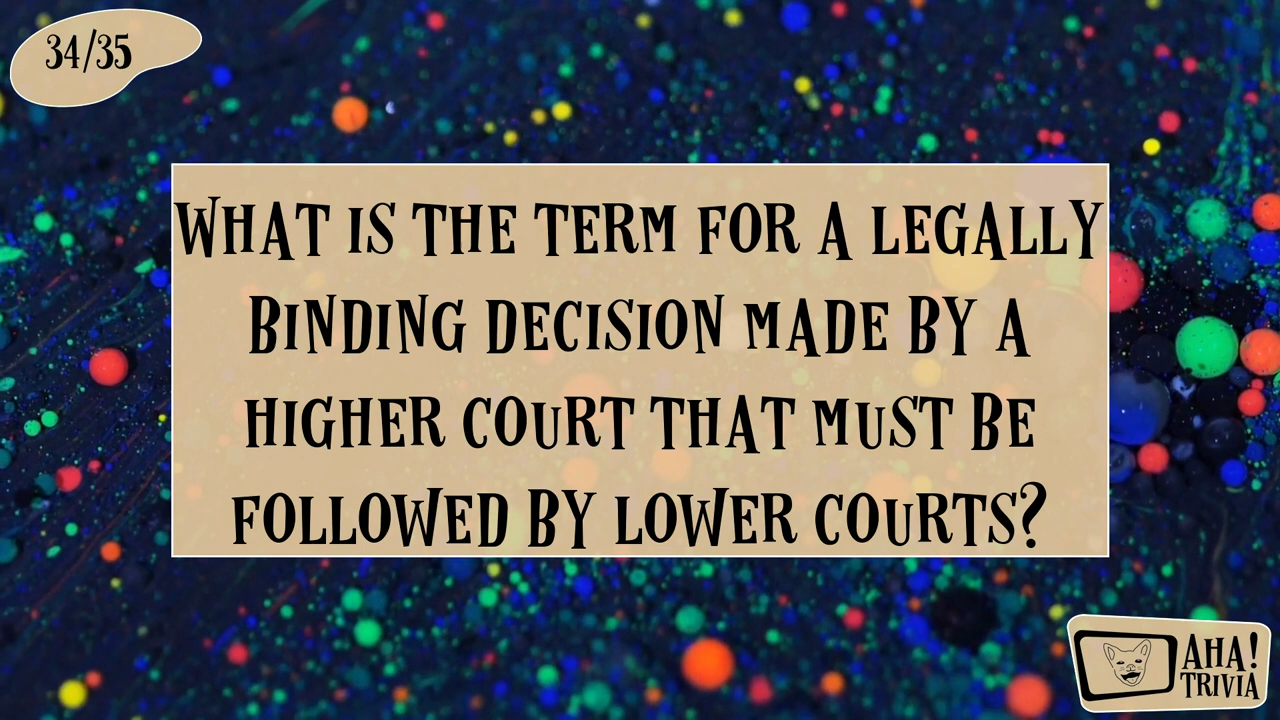 34/35
WHAT IS THE TERM FOR A LEGALLY
BINDING DECISION MADE BY A
HIGHER COURT THAT MUST BE
FOLLOWED BY LOWER COURTS?
AHA!
TRIVIA